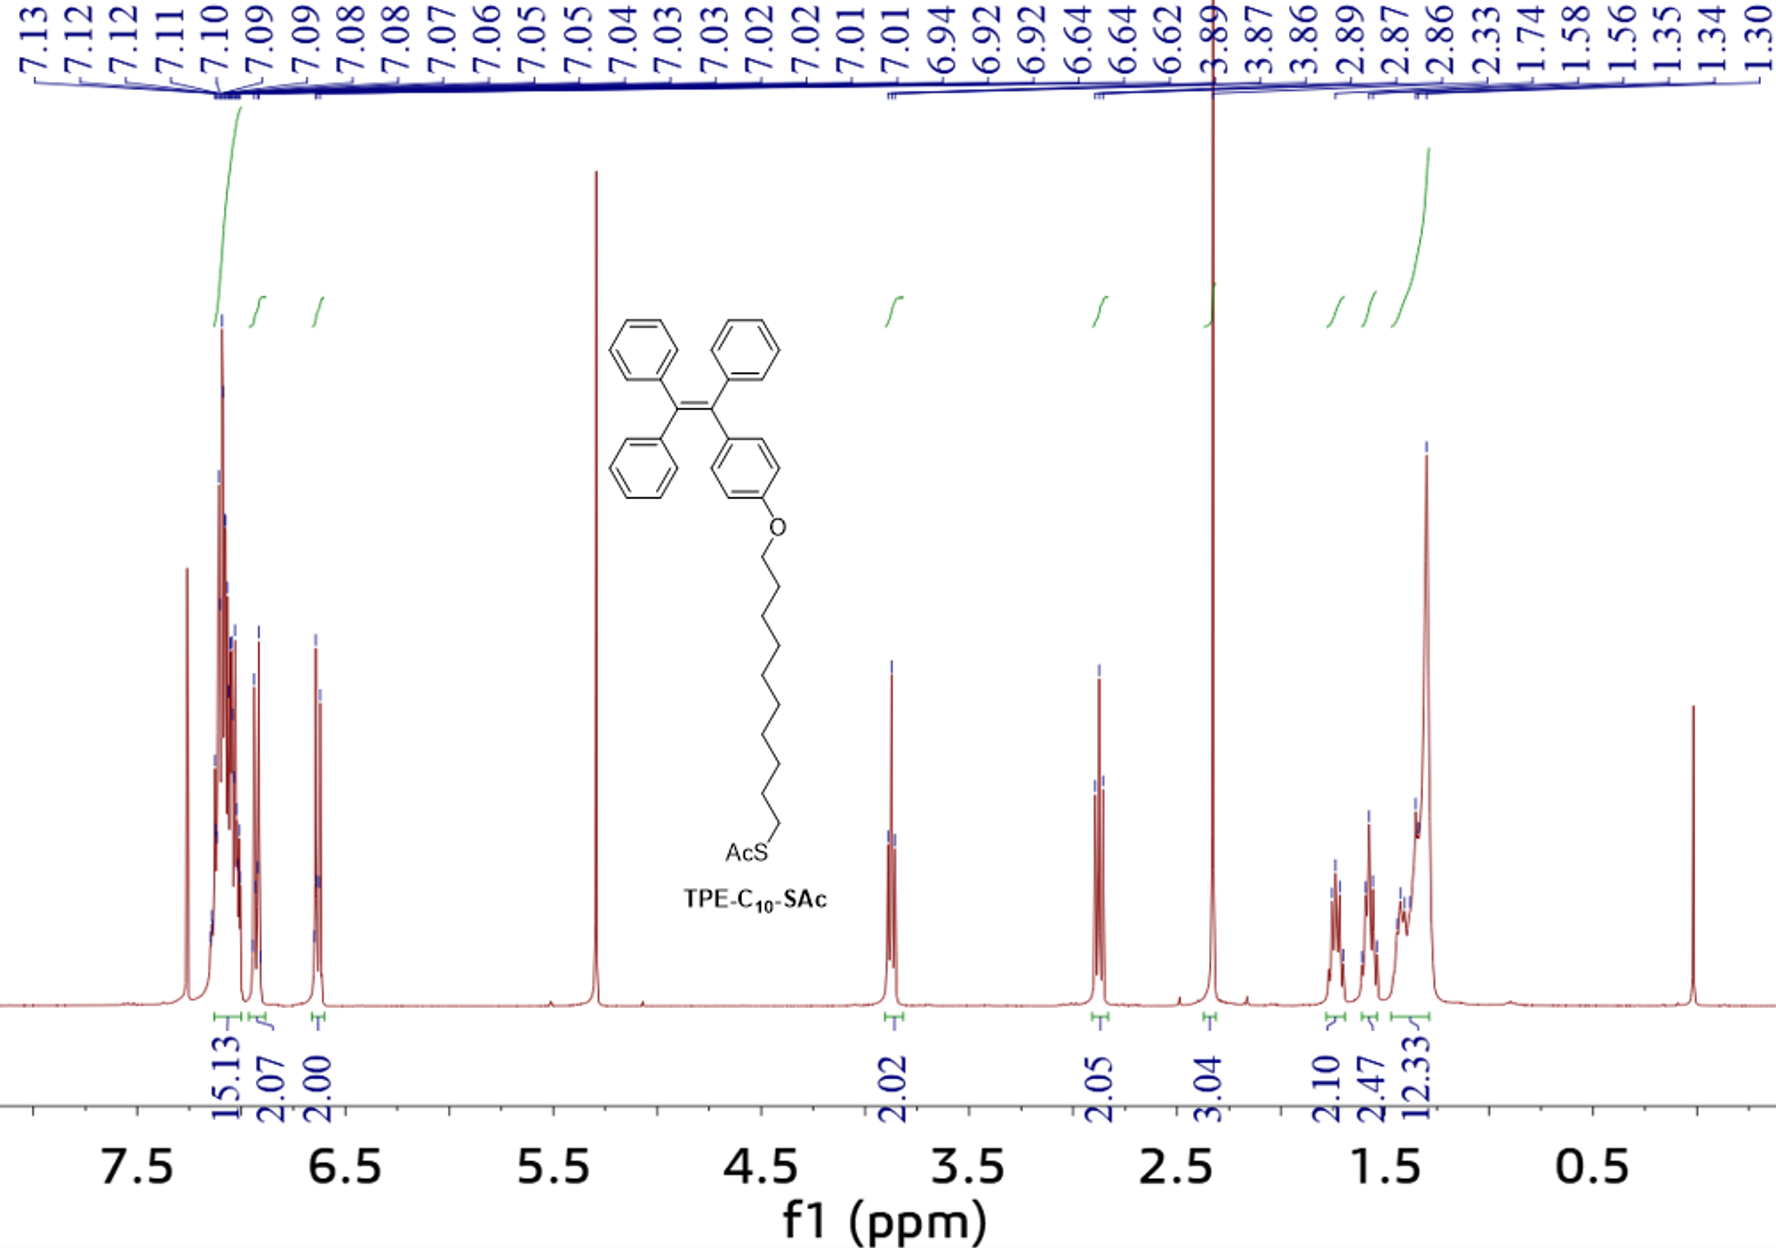 7.13 7.12 7.12 7.11 7.10 7.09 7.09 7.08 7.08 7.07 7.06 7.05 7.05 7.04 7.03 7.03 7.02 7.02 7.01 7.01 6.94 6.92 6.92 6.64 6.64 6.62 3.89 3.87 3.86 2.89 2.87 2.86 2.33 1.74 1.58 1.56 1.35 1.34 1.30
O
AcS
TPE-C₁₀-SAc
15.13 2.07 2.00 2.02 2.05 3.04 2.10 2.47 12.33
7.5 6.5 5.5 4.5 3.5 2.5 1.5 0.5
f1 (ppm)